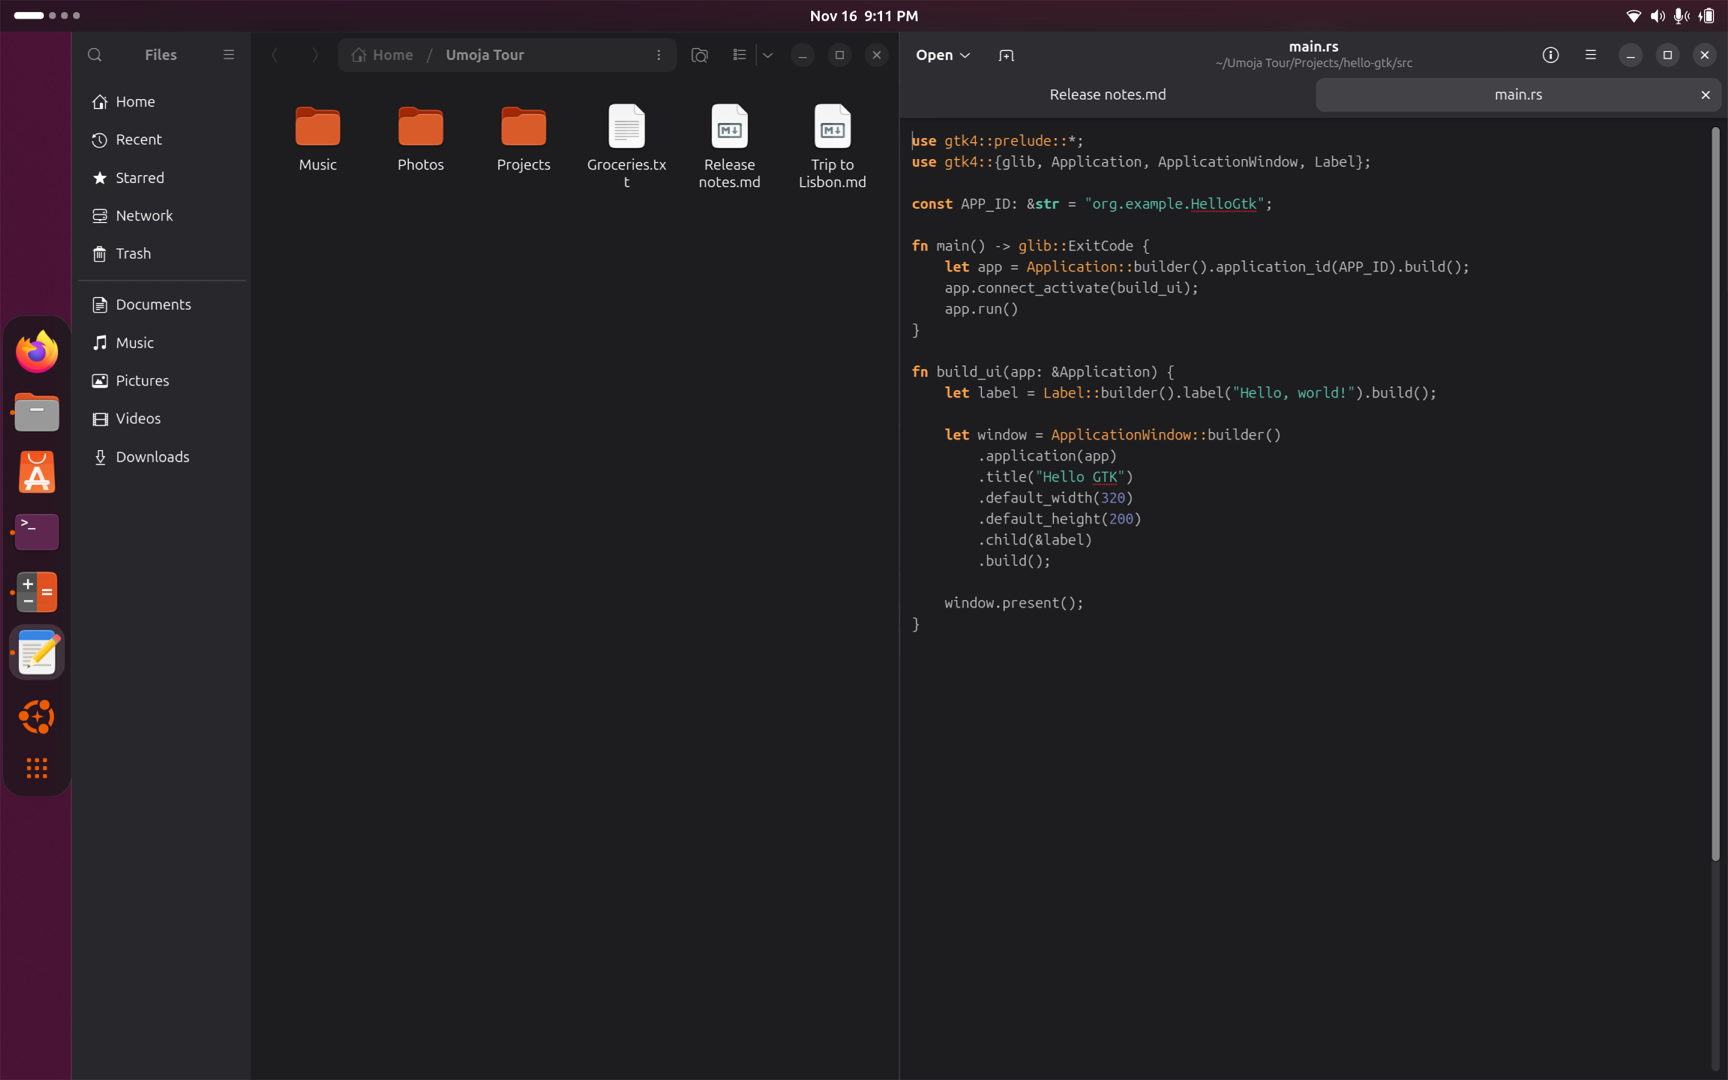 Nov 16 9:11 PM
Files
Home / Umoja Tour
Home
Recent
Starred
Network
Trash
Documents
Music
Pictures
Videos
Downloads
Music
Photos
Projects
Groceries.tx
t
Release
notes.md
Trip to
Lisbon.md
Open
main.rs
~/Umoja Tour/Projects/hello-gtk/src
Release notes.md
main.rs
use gtk4::prelude::*;
use gtk4::{glib, Application, ApplicationWindow, Label};
const APP_ID: &str = "org.example.HelloGtk";
fn main() -> glib::ExitCode {
    let app = Application::builder().application_id(APP_ID).build();
    app.connect_activate(build_ui);
    app.run()
}
fn build_ui(app: &Application) {
    let label = Label::builder().label("Hello, world!").build();
    let window = ApplicationWindow::builder()
        .application(app)
        .title("Hello GTK")
        .default_width(320)
        .default_height(200)
        .child(&label)
        .build();
    window.present();
}